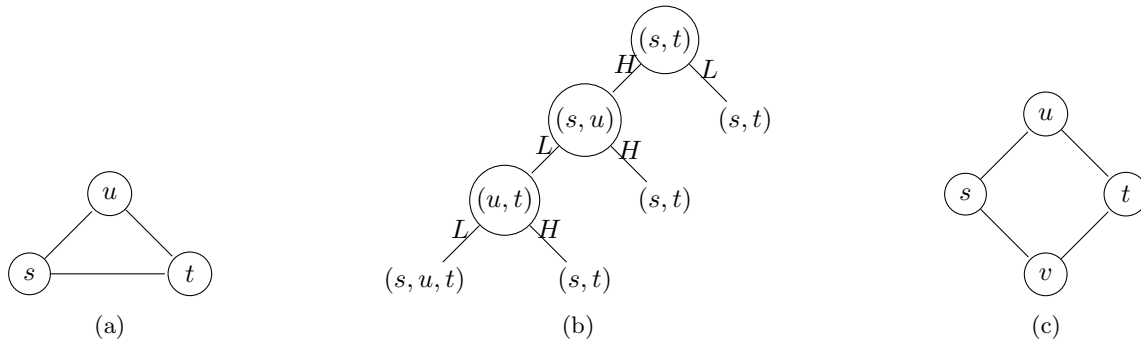 u
s
t
(a)
(s, t)
H
L
(s, u)
(s, t)
L
H
(u, t)
(s, t)
L
H
(s, u, t)
(s, t)
(b)
u
s
t
v
(c)